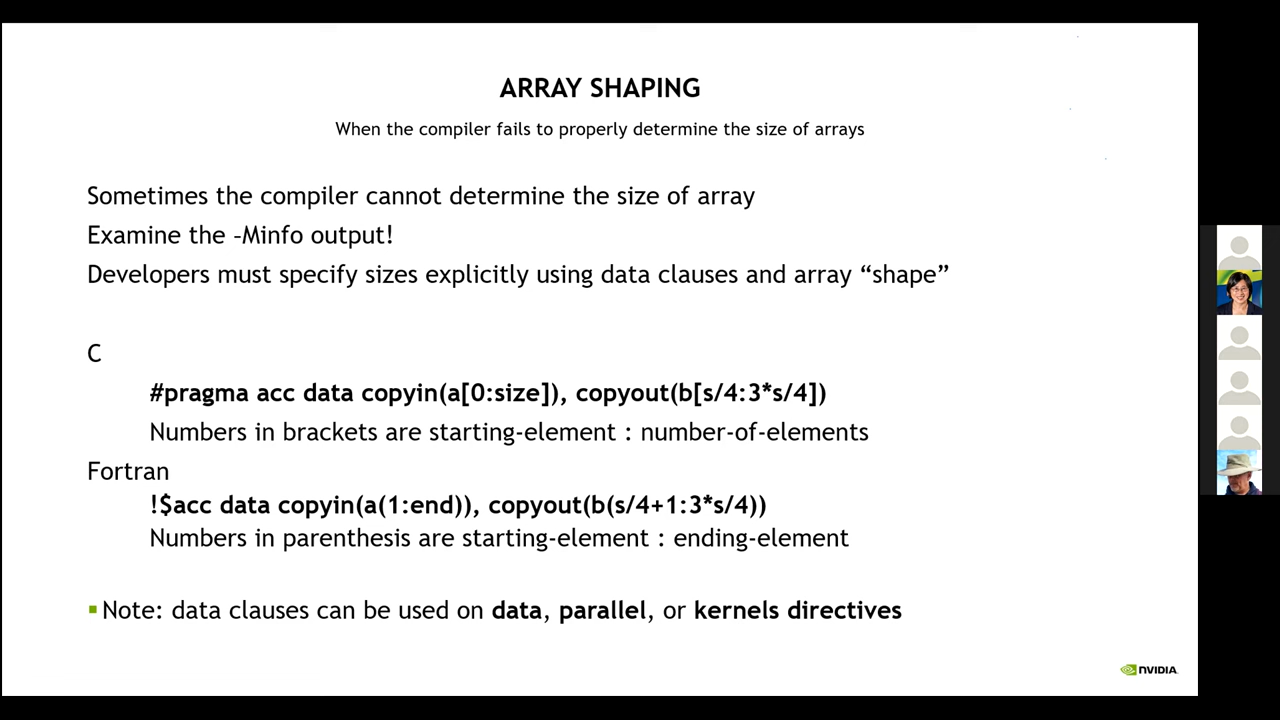 ARRAY SHAPING
When the compiler fails to properly determine the size of arrays
Sometimes the compiler cannot determine the size of array
Examine the –Minfo output!
Developers must specify sizes explicitly using data clauses and array “shape”
C
#pragma acc data copyin(a[0:size]), copyout(b[s/4:3*s/4])
Numbers in brackets are starting-element : number-of-elements
Fortran
!$acc data copyin(a(1:end)), copyout(b(s/4+1:3*s/4))
Numbers in parenthesis are starting-element : ending-element
▪Note: data clauses can be used on data, parallel, or kernels directives
NVIDIA.